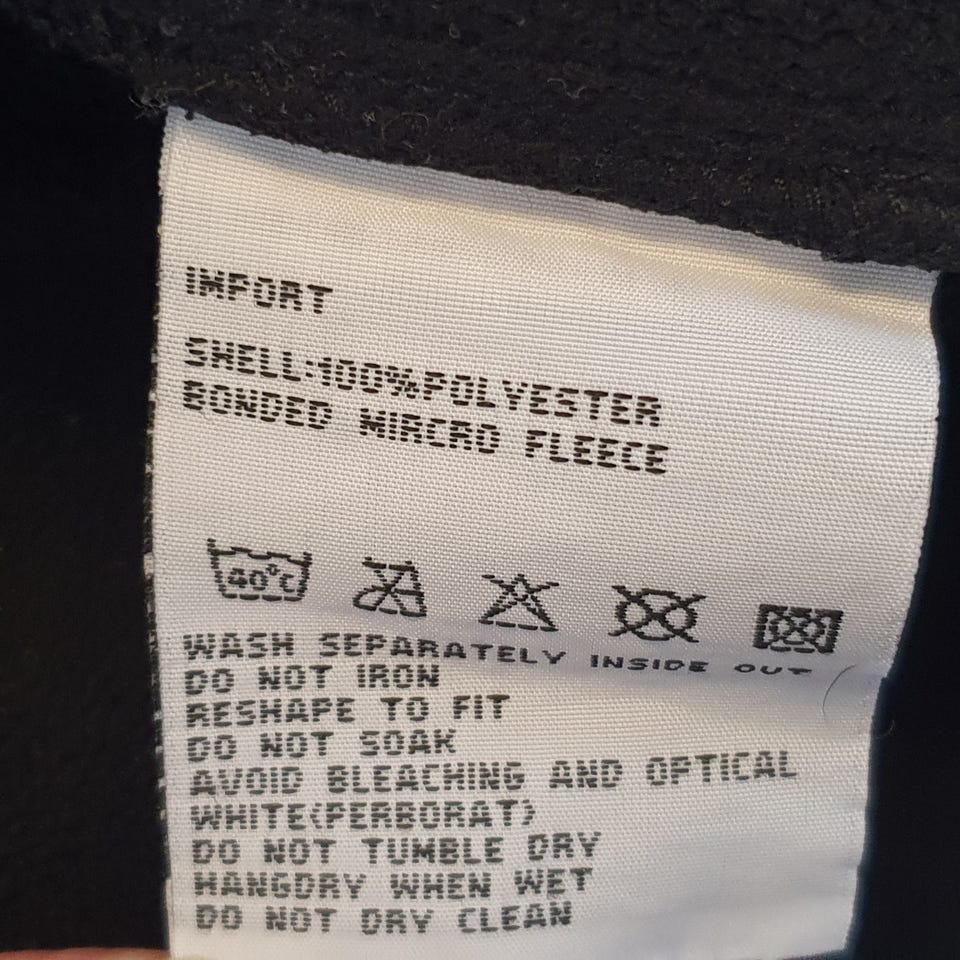 IMPORT
SHELL:100%POLYESTER
BONDED MIRCRO FLEECE
40°C
WASH SEPARATELY INSIDE OUT
DO NOT IRON
RESHAPE TO FIT
DO NOT SOAK
AVOID BLEACHING AND OPTICAL
WHITE(PERBORAT)
DO NOT TUMBLE DRY
HANGDRY WHEN WET
DO NOT DRY CLEAN